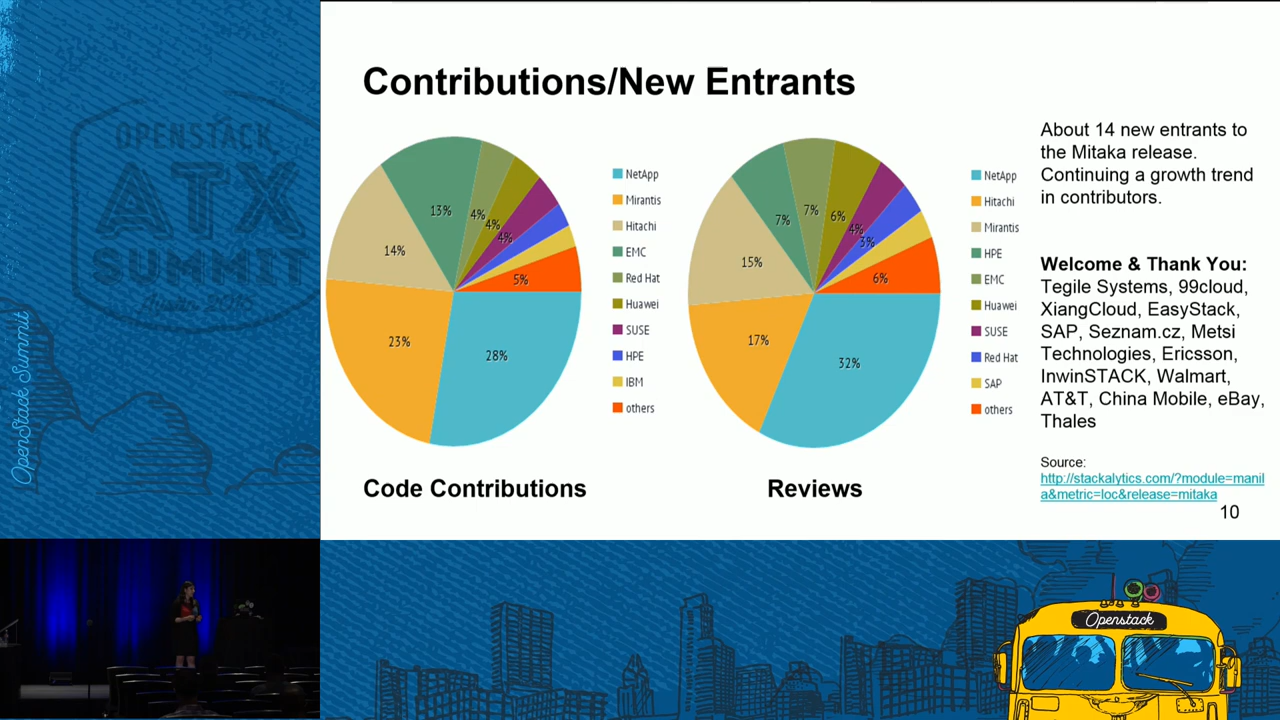 OPENSTACK
ATX
SUMMIT
OpenStack Summit
Contributions/New Entrants
13%
4%
4%
4%
14%
5%
23%
28%
NetApp
Mirantis
Hitachi
EMC
Red Hat
Huawei
SUSE
HPE
IBM
others
Code Contributions
7%
7%
6%
4%
3%
15%
6%
17%
32%
NetApp
Hitachi
Mirantis
HPE
EMC
Huawei
SUSE
Red Hat
SAP
others
Reviews
About 14 new entrants to
the Mitaka release.
Continuing a growth trend
in contributors.
Welcome & Thank You:
Tegile Systems, 99cloud,
XiangCloud, EasyStack,
SAP, Seznam.cz, Metsi
Technologies, Ericsson,
InwinSTACK, Walmart,
AT&T, China Mobile, eBay,
Thales
Source:
http://stackalytics.com/?module=manil
a&metric=loc&release=mitaka
10
Openstack